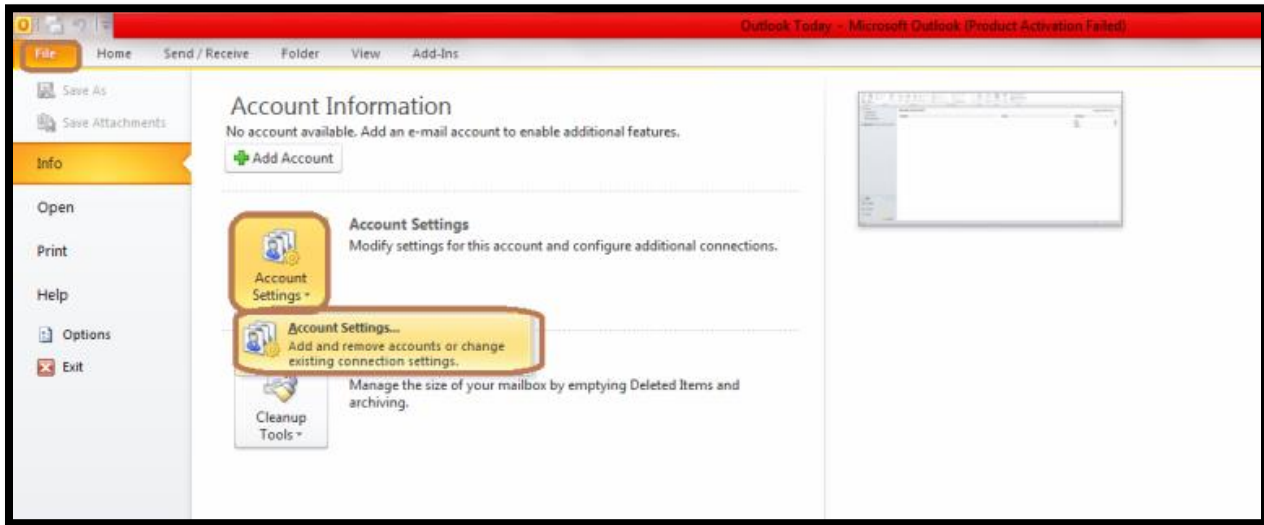 Outlook Today - Microsoft Outlook (Product Activation Failed)
File Home Send / Receive Folder View Add-Ins
Save As
Save Attachments
Info
Open
Print
Help
Options
Exit
Account Information
No account available. Add an e-mail account to enable additional features.
Add Account
Account Settings
Modify settings for this account and configure additional connections.
Account
Settings
Account Settings...
Add and remove accounts or change
existing connection settings.
Manage the size of your mailbox by emptying Deleted Items and
archiving.
Cleanup
Tools